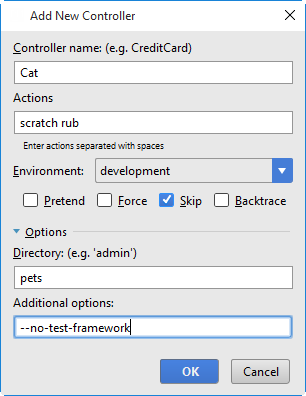 Add New Controller
Controller name: (e.g. CreditCard)
Cat
Actions
scratch rub
Enter actions separated with spaces
Environment: development
Pretend Force Skip Backtrace
Options
Directory: (e.g. 'admin')
pets
Additional options:
--no-test-framework
OK Cancel